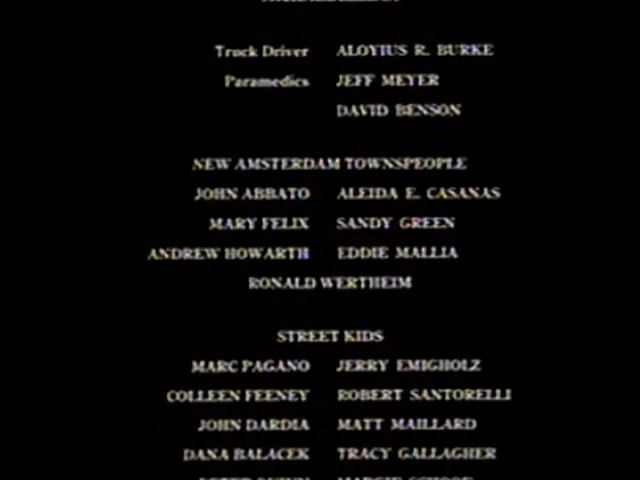 Truck Driver ALOYIUS R. BURKE
Paramedics JEFF MEYER
DAVID BENSON
NEW AMSTERDAM TOWNSPEOPLE
JOHN ABBATO ALEIDA E. CASANAS
MARY FELIX SANDY GREEN
ANDREW HOWARTH EDDIE MALLIA
RONALD WERTHEIM
STREET KIDS
MARC PAGANO JERRY EMIGHOLZ
COLLEEN FEENEY ROBERT SANTORELLI
JOHN DARDIA MATT MAILLARD
DANA BALACEK TRACY GALLAGHER